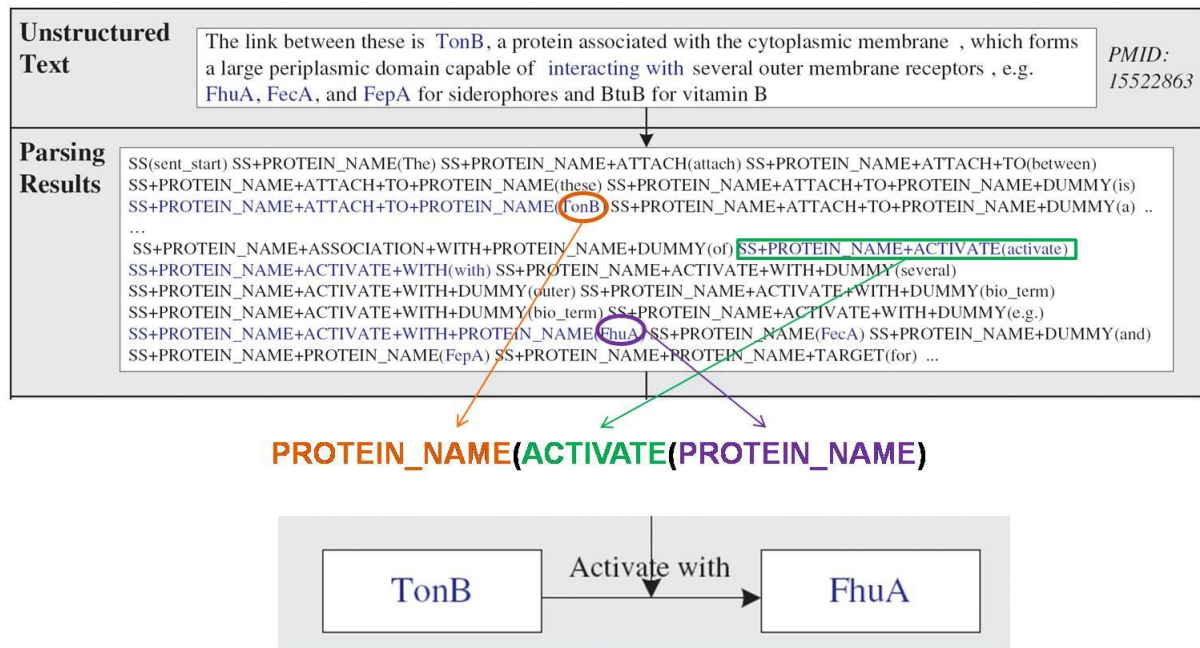 Unstructured
Text
The link between these is TonB, a protein associated with the cytoplasmic membrane , which forms
a large periplasmic domain capable of interacting with several outer membrane receptors , e.g.
FhuA, FecA, and FepA for siderophores and BtuB for vitamin B
PMID:
15522863
Parsing
Results
SS(sent_start) SS+PROTEIN_NAME(The) SS+PROTEIN_NAME+ATTACH(attach) SS+PROTEIN_NAME+ATTACH+TO(between)
SS+PROTEIN_NAME+ATTACH+TO+PROTEIN_NAME(these) SS+PROTEIN_NAME+ATTACH+TO+PROTEIN_NAME+DUMMY(is)
SS+PROTEIN_NAME+ATTACH+TO+PROTEIN_NAME(TonB) SS+PROTEIN_NAME+ATTACH+TO+PROTEIN_NAME+DUMMY(a) ..
...
SS+PROTEIN_NAME+ASSOCIATION+WITH+PROTEIN_NAME+DUMMY(of) SS+PROTEIN_NAME+ACTIVATE(activate)
SS+PROTEIN_NAME+ACTIVATE+WITH(with) SS+PROTEIN_NAME+ACTIVATE+WITH+DUMMY(several)
SS+PROTEIN_NAME+ACTIVATE+WITH+DUMMY(outer) SS+PROTEIN_NAME+ACTIVATE+WITH+DUMMY(bio_term)
SS+PROTEIN_NAME+ACTIVATE+WITH+DUMMY(bio_term) SS+PROTEIN_NAME+ACTIVATE+WITH+DUMMY(e.g.)
SS+PROTEIN_NAME+ACTIVATE+WITH+PROTEIN_NAME(FhuA) SS+PROTEIN_NAME(FecA) SS+PROTEIN_NAME+DUMMY(and)
SS+PROTEIN_NAME+PROTEIN_NAME(FepA) SS+PROTEIN_NAME+PROTEIN_NAME+TARGET(for) ...
PROTEIN_NAME(ACTIVATE(PROTEIN_NAME)
TonB
Activate with
FhuA